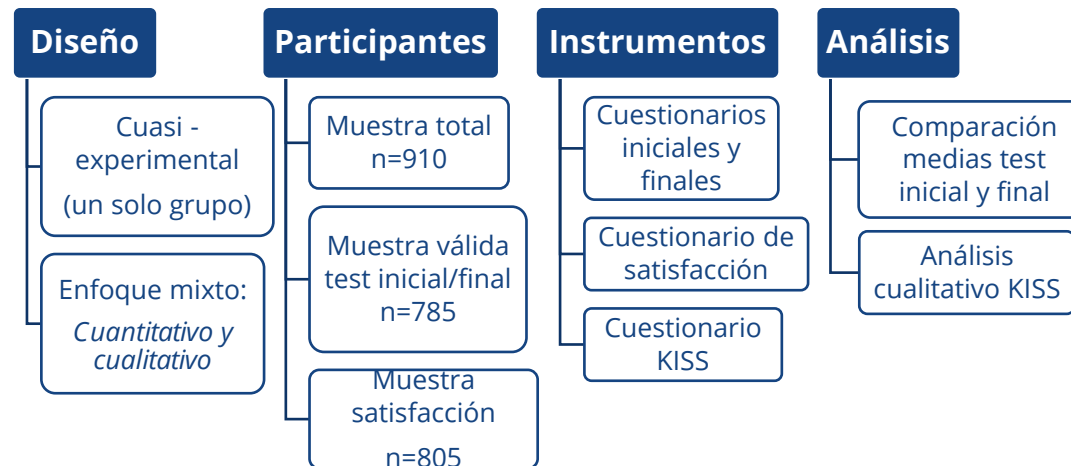 Diseño
Cuasi -
experimental
(un solo grupo)
Enfoque mixto:
Cuantitativo y
cualitativo
Participantes
Muestra total
n=910
Muestra válida
test inicial/final
n=785
Muestra
satisfacción
n=805
Instrumentos
Cuestionarios
iniciales y
finales
Cuestionario de
satisfacción
Cuestionario
KISS
Análisis
Comparación
medias test
inicial y final
Análisis
cualitativo KISS